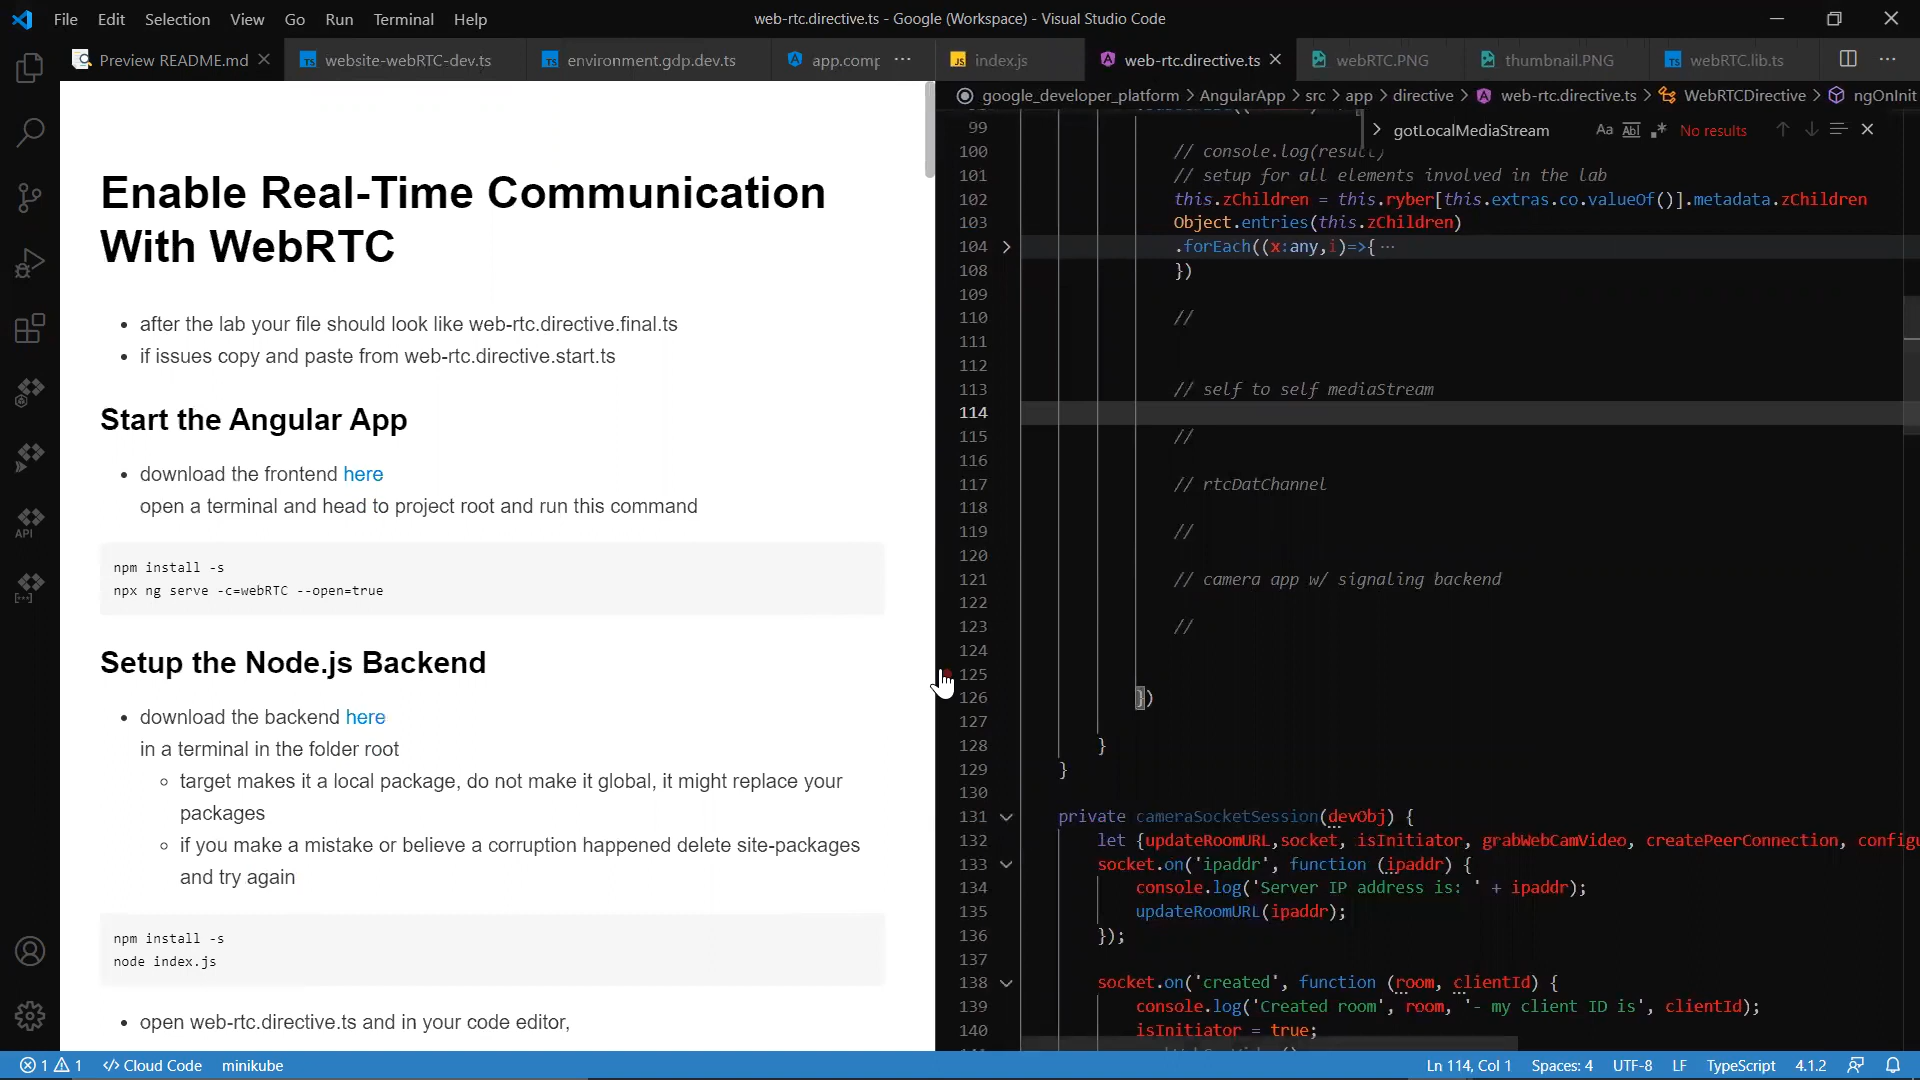 File Edit Selection View Go Run Terminal Help
web-rtc.directive.ts - Google (Workspace) - Visual Studio Code
Preview README.md
TS website-webRTC-dev.ts
TS environment.gdp.dev.ts
app.comp
JS index.js
web-rtc.directive.ts
webRTC.PNG
thumbnail.PNG
TS webRTC.lib.ts
Enable Real-Time Communication
With WebRTC
• after the lab your file should look like web-rtc.directive.final.ts
• if issues copy and paste from web-rtc.directive.start.ts
Start the Angular App
• download the frontend here
open a terminal and head to project root and run this command
npm install -s
npx ng serve -c=webRTC --open=true
Setup the Node.js Backend
• download the backend here
in a terminal in the folder root
◦ target makes it a local package, do not make it global, it might replace your
packages
◦ if you make a mistake or believe a corruption happened delete site-packages
and try again
npm install -s
node index.js
• open web-rtc.directive.ts and in your code editor,
google_developer_platform > AngularApp > src > app > directive > web-rtc.directive.ts > WebRTCDirective > ngOnInit
gotLocalMediaStream Aa Ab .* No results
99
100 // console.log(result)
101 // setup for all elements involved in the lab
102 this.zChildren = this.ryber[this.extras.co.valueOf()].metadata.zChildren
103 Object.entries(this.zChildren)
104 .forEach((x:any,i)=>{ ···
108 })
109
110 //
111
112
113 // self to self mediaStream
114
115 //
116
117 // rtcDatChannel
118
119 //
120
121 // camera app w/ signaling backend
122
123 //
124
125
126 })
127
128 }
129 }
130
131 private cameraSocketSession(devObj) {
132 let {updateRoomURL,socket, isInitiator, grabWebCamVideo, createPeerConnection, configu
133 socket.on('ipaddr', function (ipaddr) {
134 console.log('Server IP address is: ' + ipaddr);
135 updateRoomURL(ipaddr);
136 });
137
138 socket.on('created', function (room, clientId) {
139 console.log('Created room', room, '- my client ID is', clientId);
140 isInitiator = true;
API
1 1 Cloud Code minikube
Ln 114, Col 1 Spaces: 4 UTF-8 LF TypeScript 4.1.2